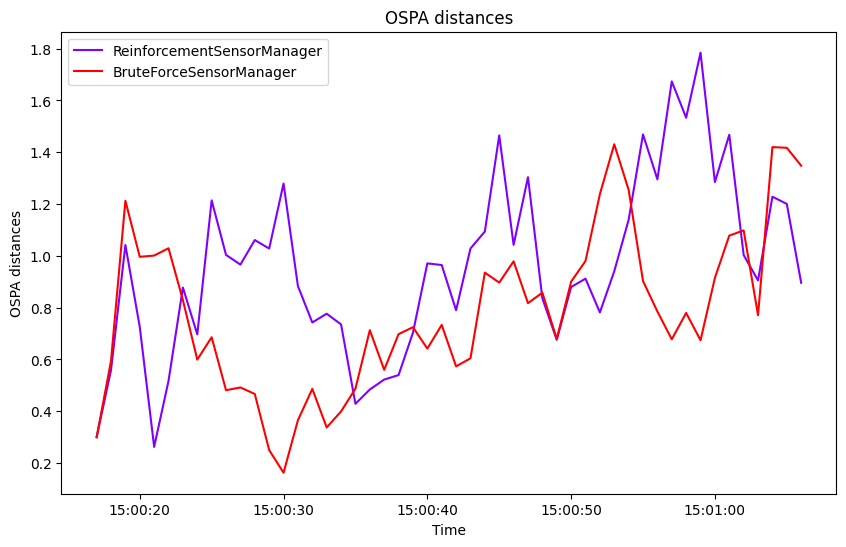 OSPA distances
ReinforcementSensorManager
BruteForceSensorManager
OSPA distances
1.8
1.6
1.4
1.2
1.0
0.8
0.6
0.4
0.2
15:00:20 15:00:30 15:00:40 15:00:50 15:01:00
Time